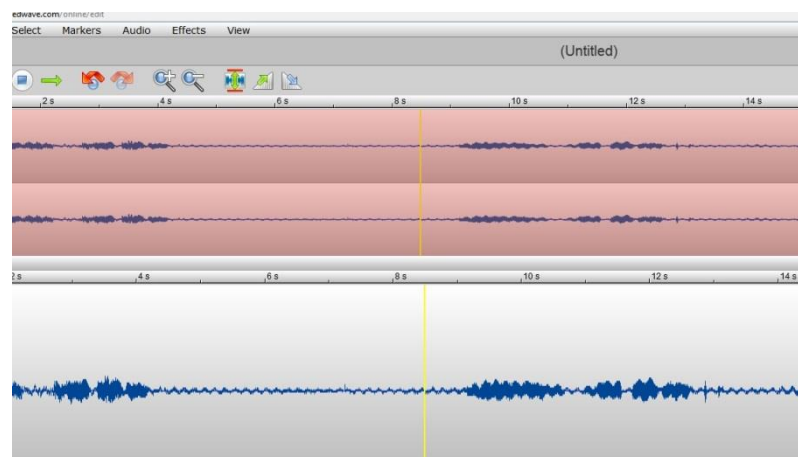 edwave.com/online/edit
Select Markers Audio Effects View
(Untitled)
2 s 4 s 6 s 8 s 10 s 12 s 14 s
2 s 4 s 6 s 8 s 10 s 12 s 14 s